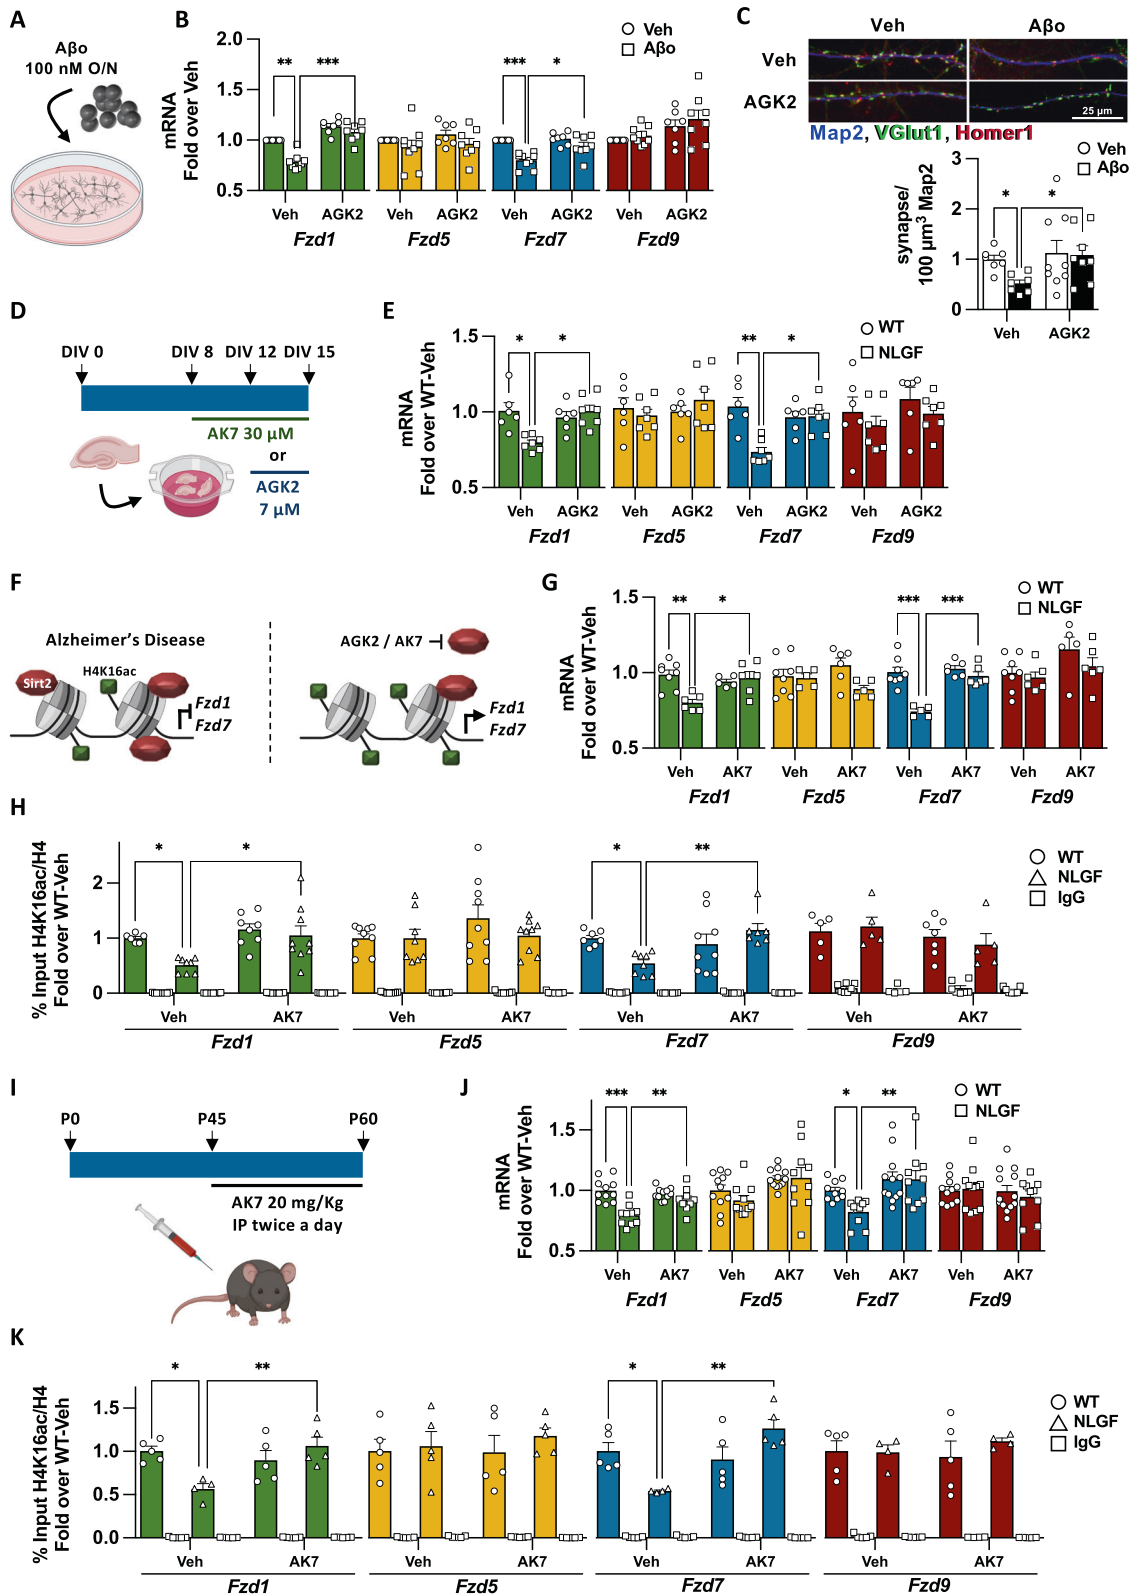 A
Aβo
100 nM O/N
B
mRNA
Fold over Veh
2.0
1.5
1.0
0.5
** *** *** *
Veh
Aβo
Veh AGK2 Veh AGK2 Veh AGK2 Veh AGK2
Fzd1 Fzd5 Fzd7 Fzd9
C
Veh Aβo
Veh
AGK2
25 µm
Map2, VGlut1, Homer1
synapse/
100 µm³ Map2
3
2
1
0
* *
Veh
Aβo
Veh AGK2
D
DIV 0 DIV 8 DIV 12 DIV 15
AK7 30 µM
or
AGK2
7 µM
E
mRNA
Fold over WT-Veh
1.5
1.0
0.5
* * ** *
WT
NLGF
Veh AGK2 Veh AGK2 Veh AGK2 Veh AGK2
Fzd1 Fzd5 Fzd7 Fzd9
F
Alzheimer's Disease
AGK2 / AK7
Sirt2
H4K16ac
Fzd1
Fzd7
Fzd1
Fzd7
G
mRNA
Fold over WT-Veh
1.5
1.0
0.5
** * *** ***
WT
NLGF
Veh AK7 Veh AK7 Veh AK7 Veh AK7
Fzd1 Fzd5 Fzd7 Fzd9
H
% Input H4K16ac/H4
Fold over WT-Veh
2
1
0
* * * **
WT
NLGF
IgG
Veh AK7 Veh AK7 Veh AK7 Veh AK7
Fzd1 Fzd5 Fzd7 Fzd9
I
P0 P45 P60
AK7 20 mg/Kg
IP twice a day
J
mRNA
Fold over WT-Veh
1.5
1.0
0.5
*** ** * **
WT
NLGF
Veh AK7 Veh AK7 Veh AK7 Veh AK7
Fzd1 Fzd5 Fzd7 Fzd9
K
% Input H4K16ac/H4
Fold over WT-Veh
1.5
1.0
0.5
0.0
* ** * **
WT
NLGF
IgG
Veh AK7 Veh AK7 Veh AK7 Veh AK7
Fzd1 Fzd5 Fzd7 Fzd9